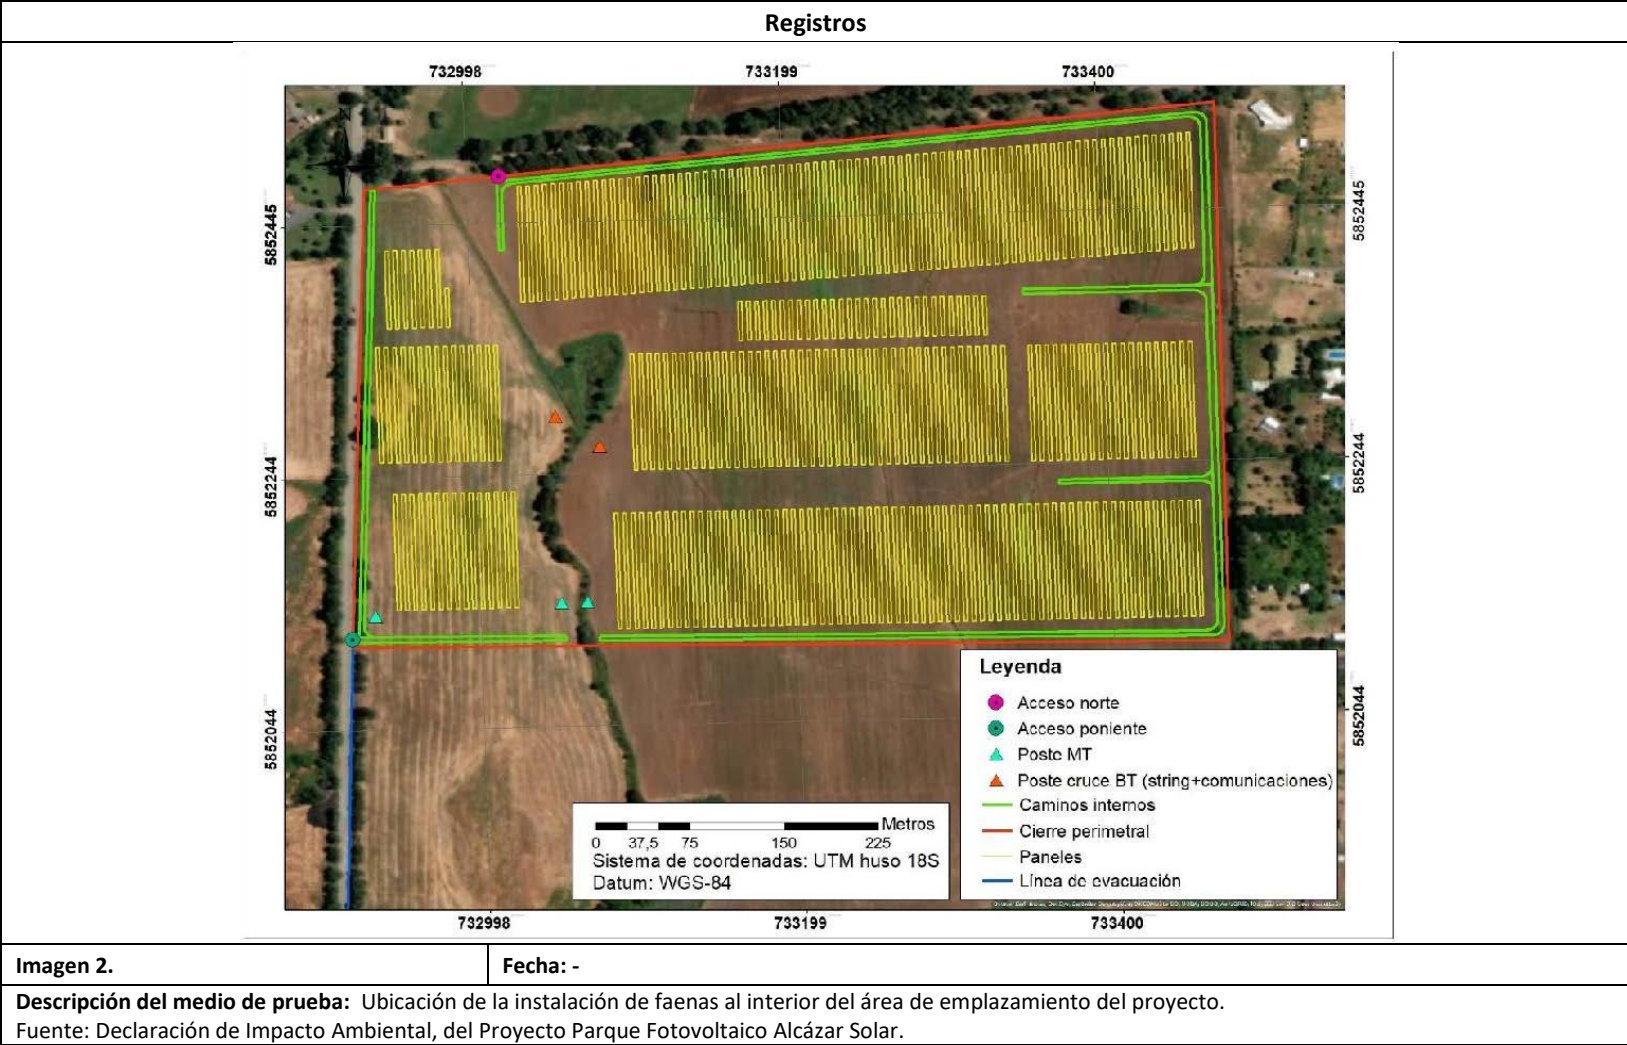 Registros
732998
733199
733400
N
5852445
5852445
5852244
5852244
5852044
5852044
Leyenda
Acceso norte
Acceso poniente
Poste MT
Poste cruce BT (string+comunicaciones)
Caminos internos
Cierre perimetral
Paneles
Línea de evacuación
Metros
0 37,5 75 150 225
Sistema de coordenadas: UTM huso 18S
Datum: WGS-84
732998
733199
733400
Imagen 2.
Fecha: -
Descripción del medio de prueba: Ubicación de la instalación de faenas al interior del área de emplazamiento del proyecto.
Fuente: Declaración de Impacto Ambiental, del Proyecto Parque Fotovoltaico Alcázar Solar.